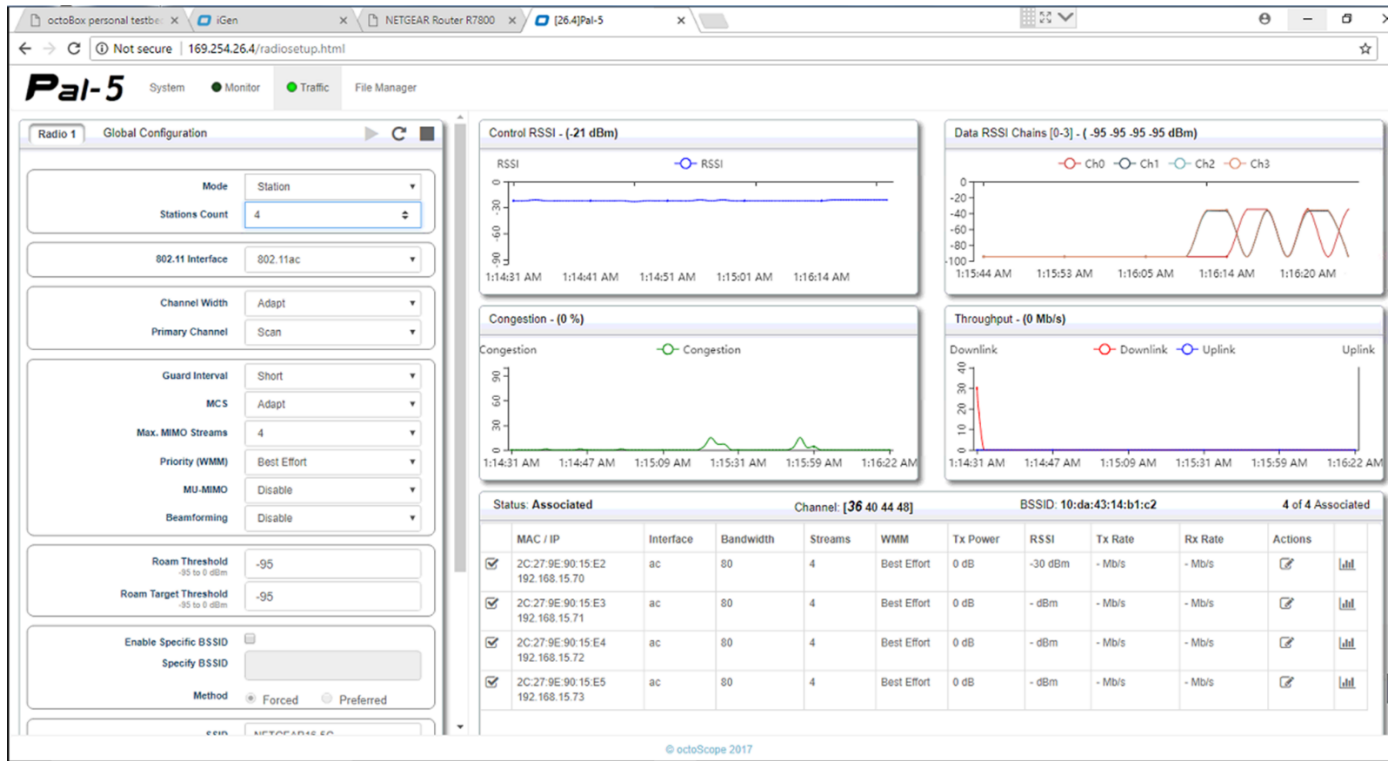 octoBox personal testbe
iGen
NETGEAR Router R7800
[26.4]Pal-5
Not secure | 169.254.26.4/radiosetup.html
Pal-5 System Monitor Traffic File Manager
Radio 1 Global Configuration
Mode Station
Stations Count 4
802.11 Interface 802.11ac
Channel Width Adapt
Primary Channel Scan
Guard Interval Short
MCS Adapt
Max. MIMO Streams 4
Priority (WMM) Best Effort
MU-MIMO Disable
Beamforming Disable
Roam Threshold -95
-95 to 0 dBm
Roam Target Threshold -95
-95 to 0 dBm
Enable Specific BSSID
Specify BSSID
Method Forced Preferred
SSID NETGEAR15-5G
Control RSSI - (-21 dBm)
RSSI RSSI
0
-30
-60
-90
1:14:31 AM 1:14:41 AM 1:14:51 AM 1:15:01 AM 1:16:14 AM
Data RSSI Chains [0-3] - ( -95 -95 -95 -95 dBm)
Ch0 Ch1 Ch2 Ch3
0
-20
-40
-60
-80
-100
1:15:44 AM 1:15:53 AM 1:16:05 AM 1:16:14 AM 1:16:20 AM
Congestion - (0 %)
Congestion Congestion
90
60
30
0
1:14:31 AM 1:14:47 AM 1:15:09 AM 1:15:31 AM 1:15:59 AM 1:16:22 AM
Throughput - (0 Mb/s)
Downlink Downlink Uplink Uplink
40
30
20
10
0
1:14:31 AM 1:14:47 AM 1:15:09 AM 1:15:31 AM 1:15:59 AM 1:16:22 AM
Status: Associated Channel: [36 40 44 48] BSSID: 10:da:43:14:b1:c2 4 of 4 Associated
MAC / IP Interface Bandwidth Streams WMM Tx Power RSSI Tx Rate Rx Rate Actions
2C:27:9E:90:15:E2 ac 80 4 Best Effort 0 dB -30 dBm - Mb/s - Mb/s
192.168.15.70
2C:27:9E:90:15:E3 ac 80 4 Best Effort 0 dB - dBm - Mb/s - Mb/s
192.168.15.71
2C:27:9E:90:15:E4 ac 80 4 Best Effort 0 dB - dBm - Mb/s - Mb/s
192.168.15.72
2C:27:9E:90:15:E5 ac 80 4 Best Effort 0 dB - dBm - Mb/s - Mb/s
192.168.15.73
© octoScope 2017